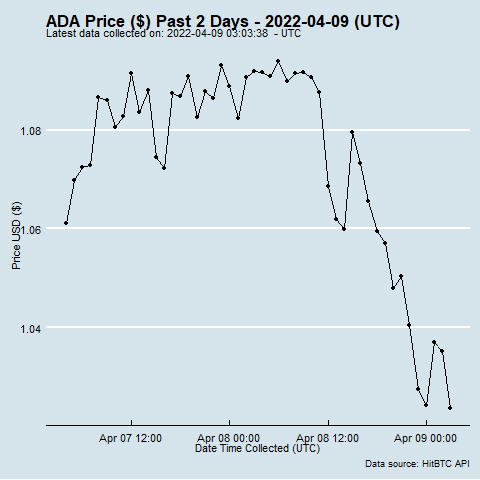 ADA Price ($) Past 2 Days - 2022-04-09 (UTC)
Latest data collected on: 2022-04-09 03:03:38 - UTC
1.08
1.06
1.04
Price USD ($)
Apr 07 12:00 Apr 08 00:00 Apr 08 12:00 Apr 09 00:00
Date Time Collected (UTC)
Data source: HitBTC API